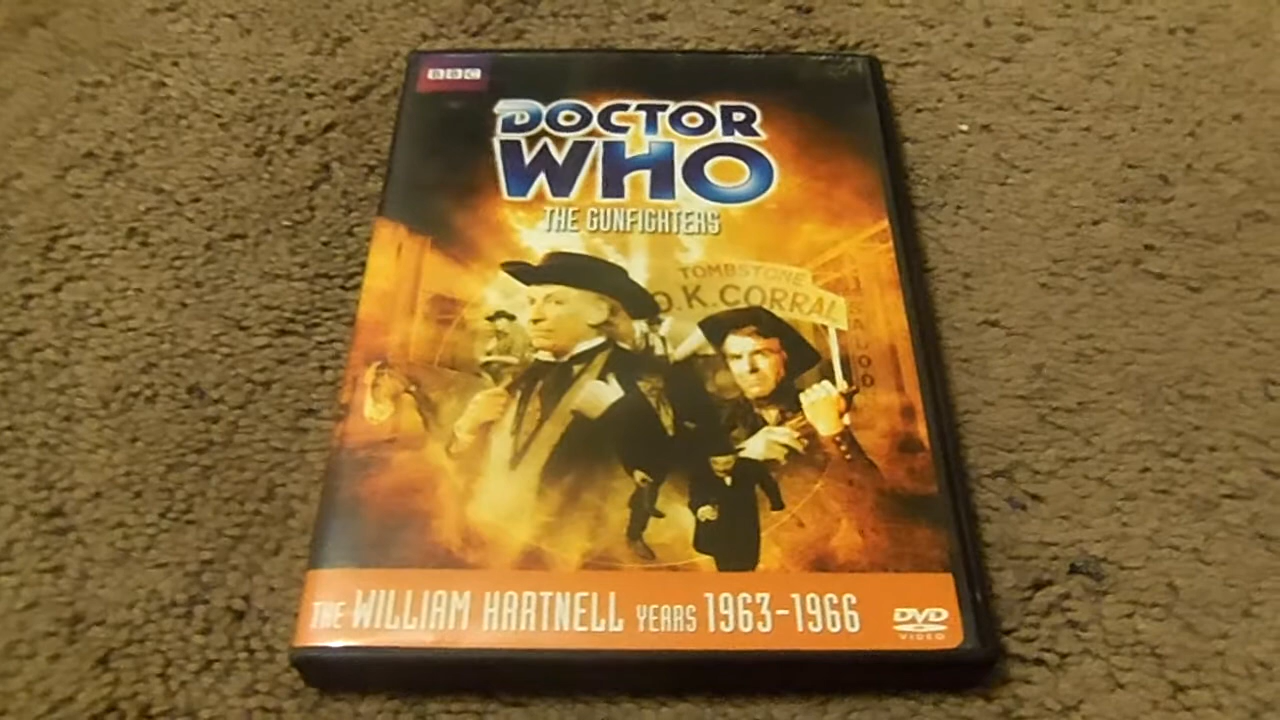 BBC
DOCTOR
WHO
THE GUNFIGHTERS
TOMBSTONE
O.K. CORRAL
THE WILLIAM HARTNELL YEARS 1963-1966
DVD
VIDEO